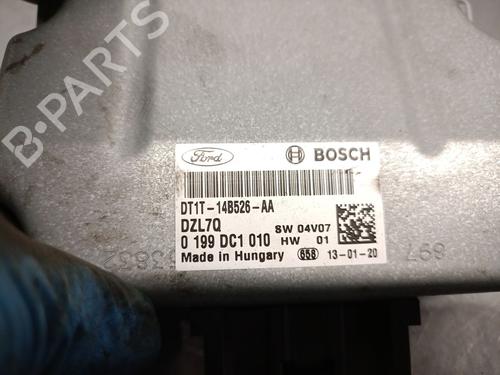 B-PARTS
Ford BOSCH
DT1T-14B526-AA
DZL7Q SW 04V07
0 199 DC1 010 HW 01
Made in Hungary 658 13-01-20